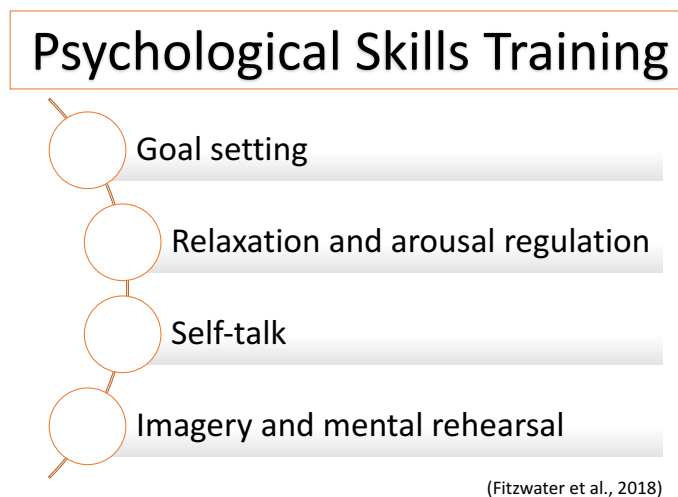 Psychological Skills Training
Goal setting
Relaxation and arousal regulation
Self-talk
Imagery and mental rehearsal
(Fitzwater et al., 2018)